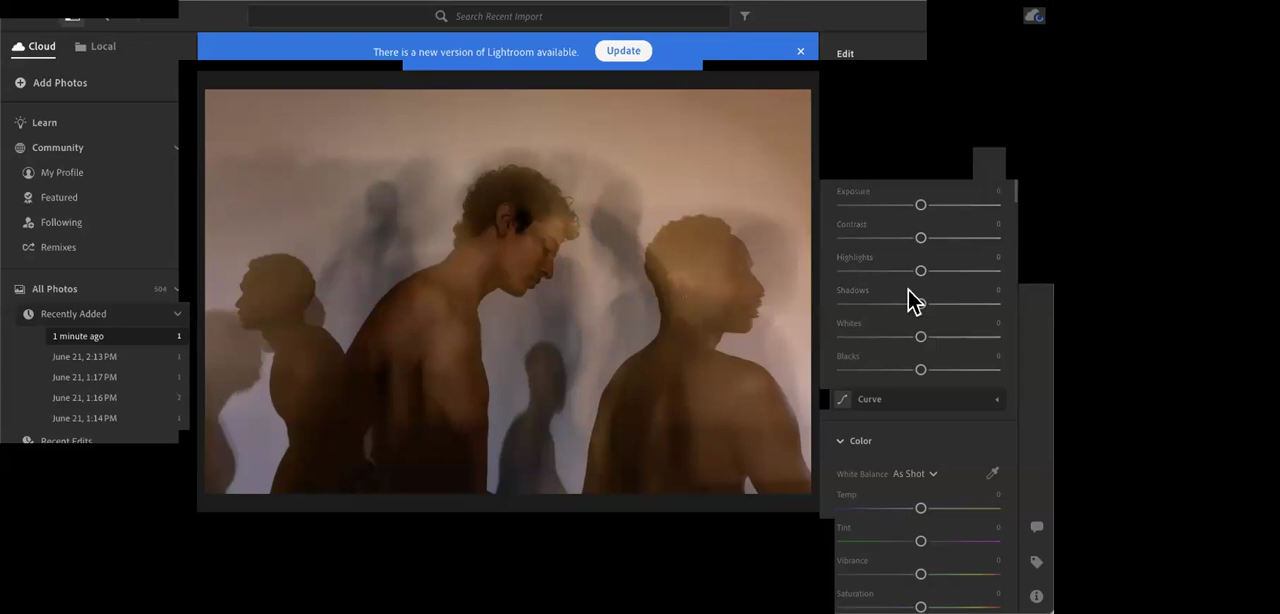 Search Recent Import
Cloud
Local
There is a new version of Lightroom available.
Update
Edit
Add Photos
Learn
Community
My Profile
Featured
Following
Remixes
All Photos 504
Recently Added
1 minute ago 1
June 21, 2:13 PM 1
June 21, 1:17 PM 1
June 21, 1:16 PM 2
June 21, 1:14 PM 1
Recent Edits
Exposure 0
Contrast 0
Highlights 0
Shadows 0
Whites 0
Blacks 0
Curve
Color
White Balance As Shot
Temp 0
Tint 0
Vibrance 0
Saturation 0